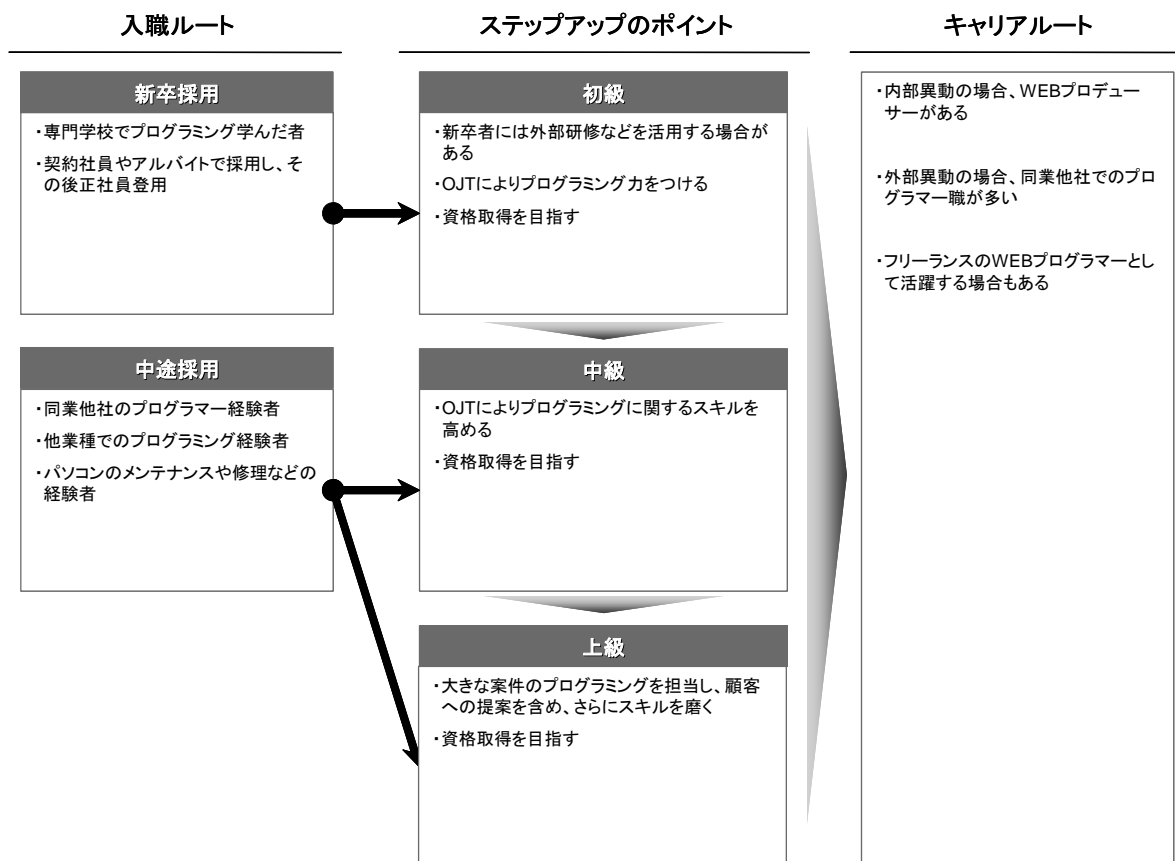 入職ルート
ステップアップのポイント
キャリアルート
新卒採用
・専門学校でプログラミング学んだ者
・契約社員やアルバイトで採用し、そ
の後正社員登用
初級
・新卒者には外部研修などを活用する場合が
ある
・OJTによりプログラミング力をつける
・資格取得を目指す
・内部異動の場合、WEBプロデュー
サーがある
・外部異動の場合、同業他社でのプロ
グラマー職が多い
・フリーランスのWEBプログラマーとし
て活躍する場合もある
中途採用
・同業他社のプログラマー経験者
・他業種でのプログラミング経験者
・パソコンのメンテナンスや修理などの
経験者
中級
・OJTによりプログラミングに関するスキルを
高める
・資格取得を目指す
上級
・大きな案件のプログラミングを担当し、顧客
への提案を含め、さらにスキルを磨く
・資格取得を目指す